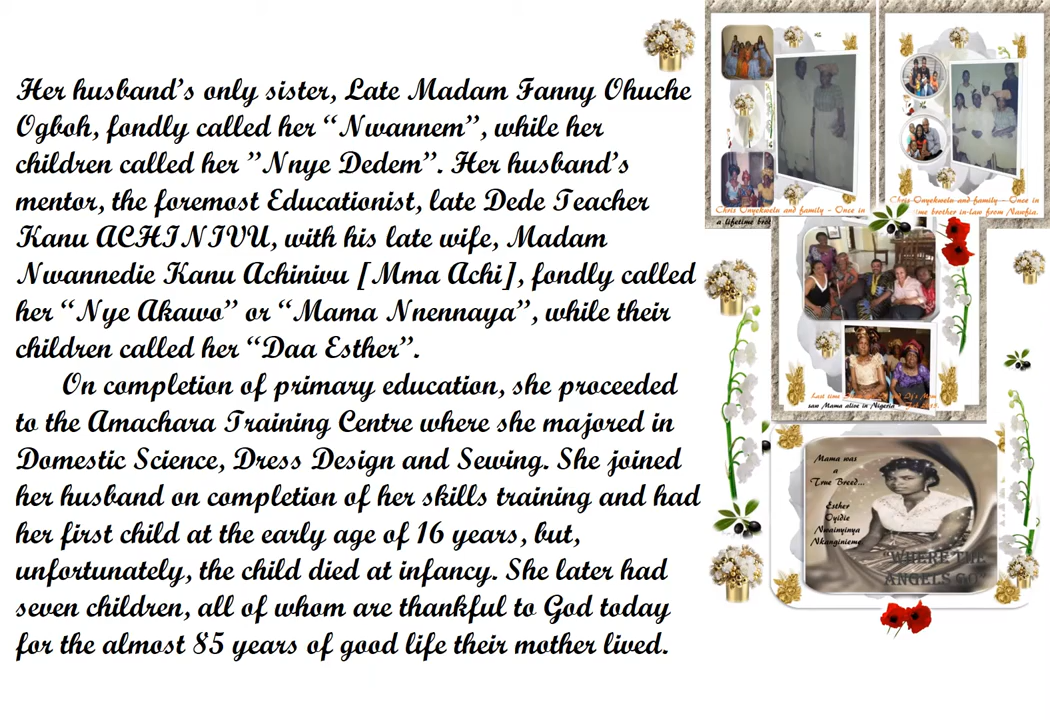 Her husband's only sister, Late Madam Fanny Ohuche
Ogboh, fondly called her “Nwannem”, while her
children called her ”Nnye Dedem”. Her husband's
mentor, the foremost Educationist, late Dede Teacher
Kanu ACHINIVU, with his late wife, Madam
Nwannedie Kanu Achinivu [Mma Achi], fondly called
her “Nye Akawo” or “Mama Nnennaya”, while their
children called her “Daa Esther”.
On completion of primary education, she proceeded
to the Amachara Training Centre where she majored in
Domestic Science, Dress Design and Sewing. She joined
her husband on completion of her skills training and had
her first child at the early age of 16 years, but,
unfortunately, the child died at infancy. She later had
seven children, all of whom are thankful to God today
for the almost 85 years of good life their mother lived.
Chris Onyekwelu and family - Once in
a lifetime
Chris Onyekwelu and family - Once in
time brother in-law from Nawfia.
Last time
saw Mama alive in Nigeria
Mama was
a
True Breed...
Esther
Oyidie
Nwainyinya
Nkanginieme
“WHERE THE
ANGELS GO”